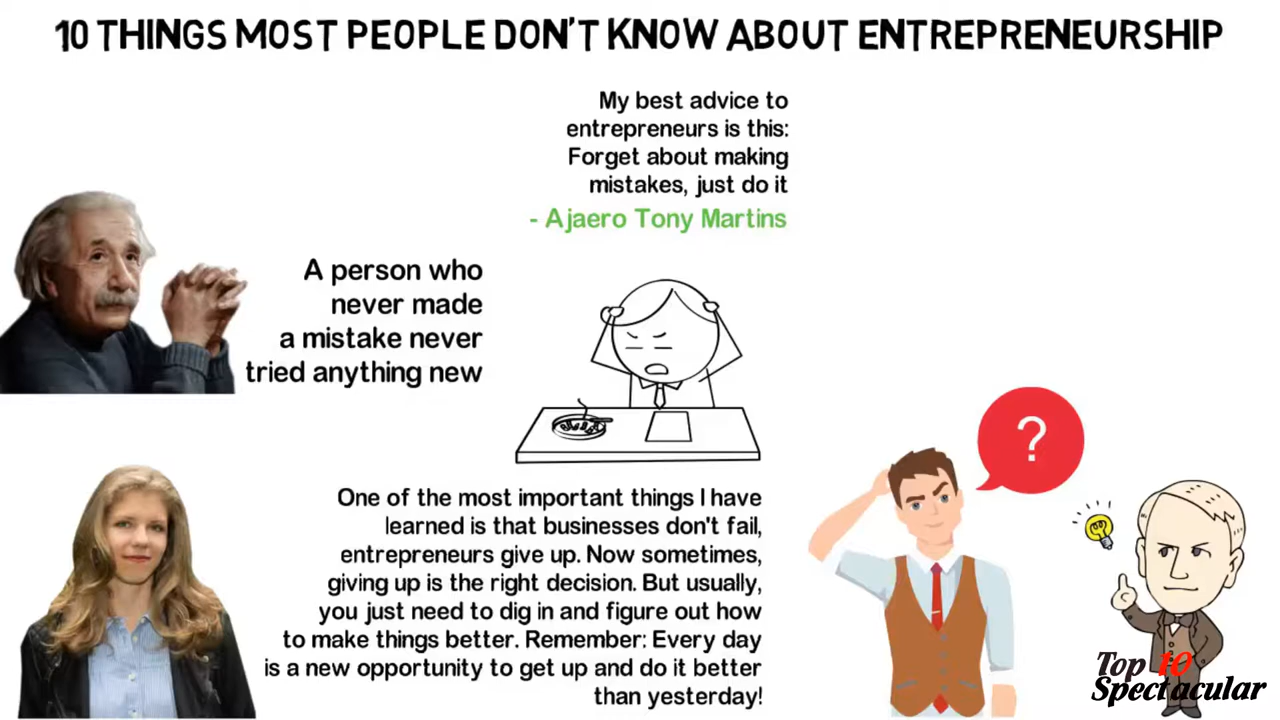 10 THINGS MOST PEOPLE DON'T KNOW ABOUT ENTREPRENEURSHIP
My best advice to
entrepreneurs is this:
Forget about making
mistakes, just do it
- Ajaero Tony Martins
A person who
never made
a mistake never
tried anything new
?
One of the most important things I have
learned is that businesses don't fail,
entrepreneurs give up. Now sometimes,
giving up is the right decision. But usually,
you just need to dig in and figure out how
to make things better. Remember: Every day
is a new opportunity to get up and do it better
than yesterday!
Top 10
Spectacular